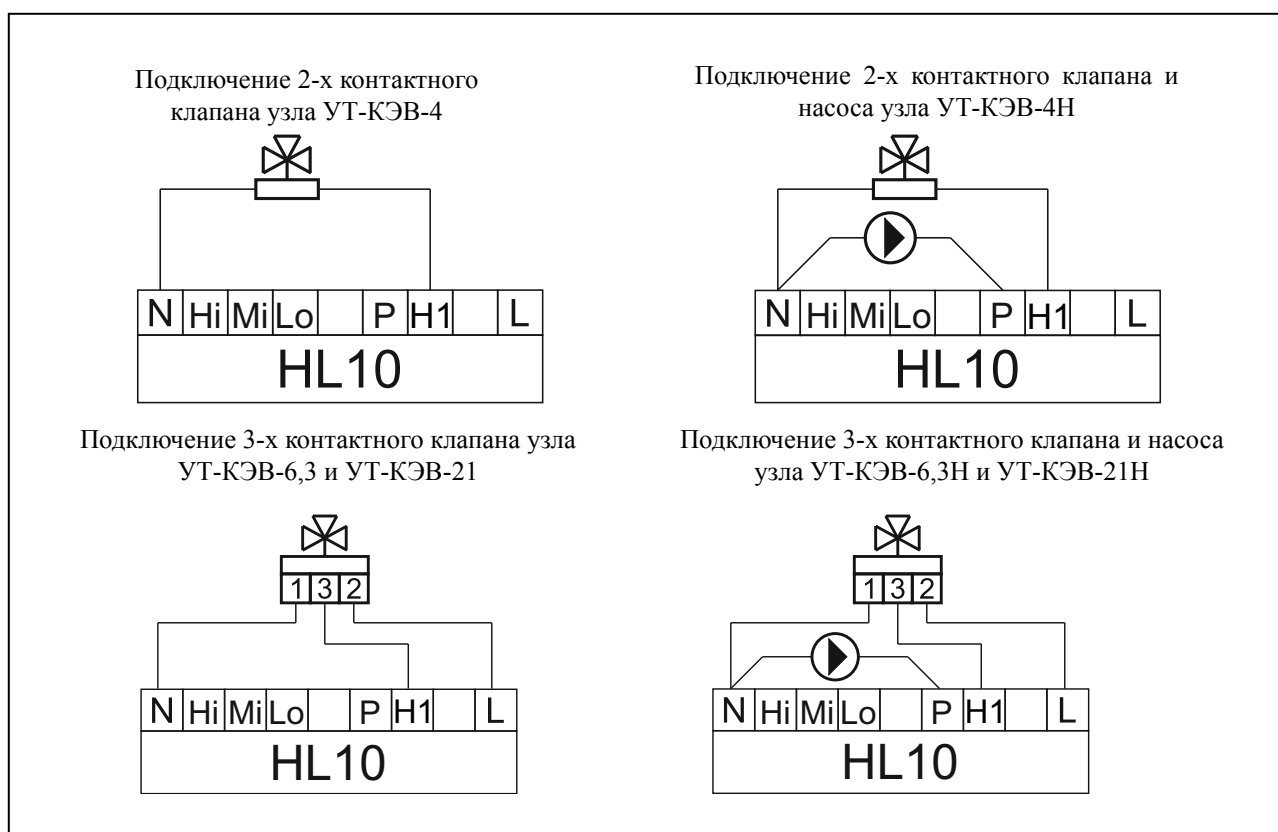 Подключение 2-х контактного
клапана узла УТ-КЭВ-4
N Hi Mi Lo P H1 L
HL10
Подключение 2-х контактного клапана и
насоса узла УТ-КЭВ-4Н
N Hi Mi Lo P H1 L
HL10
Подключение 3-х контактного клапана узла
УТ-КЭВ-6,3 и УТ-КЭВ-21
1 3 2
N Hi Mi Lo P H1 L
HL10
Подключение 3-х контактного клапана и насоса
узла УТ-КЭВ-6,3Н и УТ-КЭВ-21Н
1 3 2
N Hi Mi Lo P H1 L
HL10